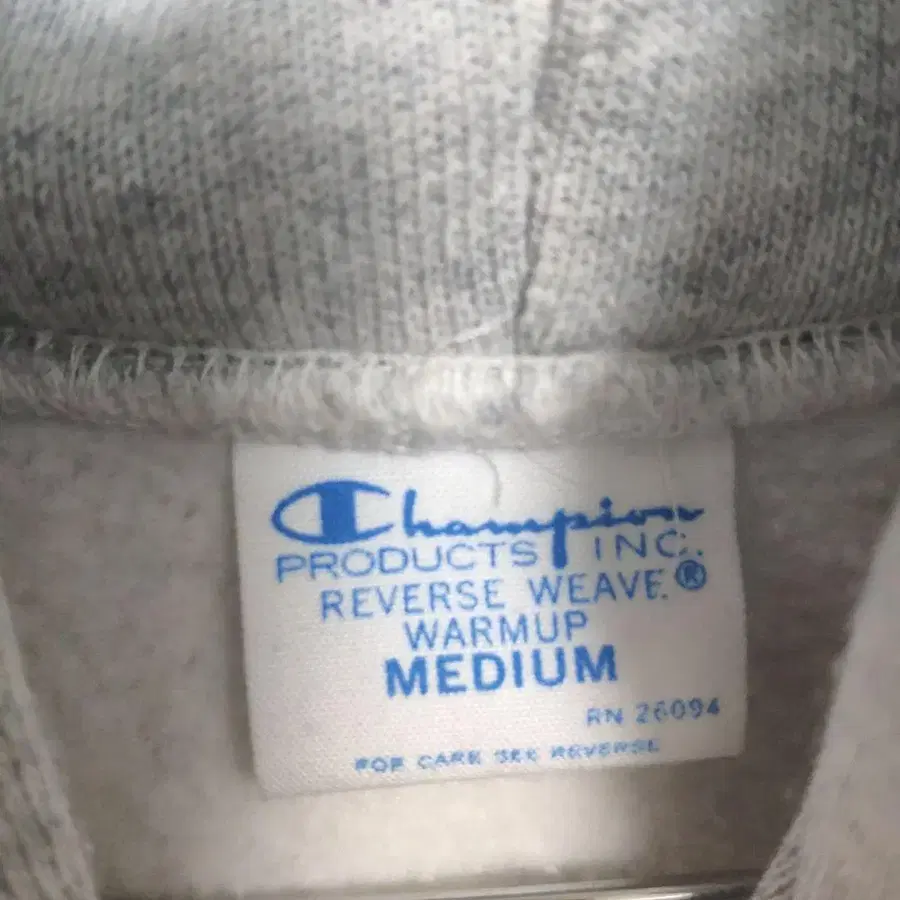 Champion
PRODUCTS INC.
REVERSE WEAVE.®
WARMUP
MEDIUM
RN 26094
FOR CARE SEE REVERSE